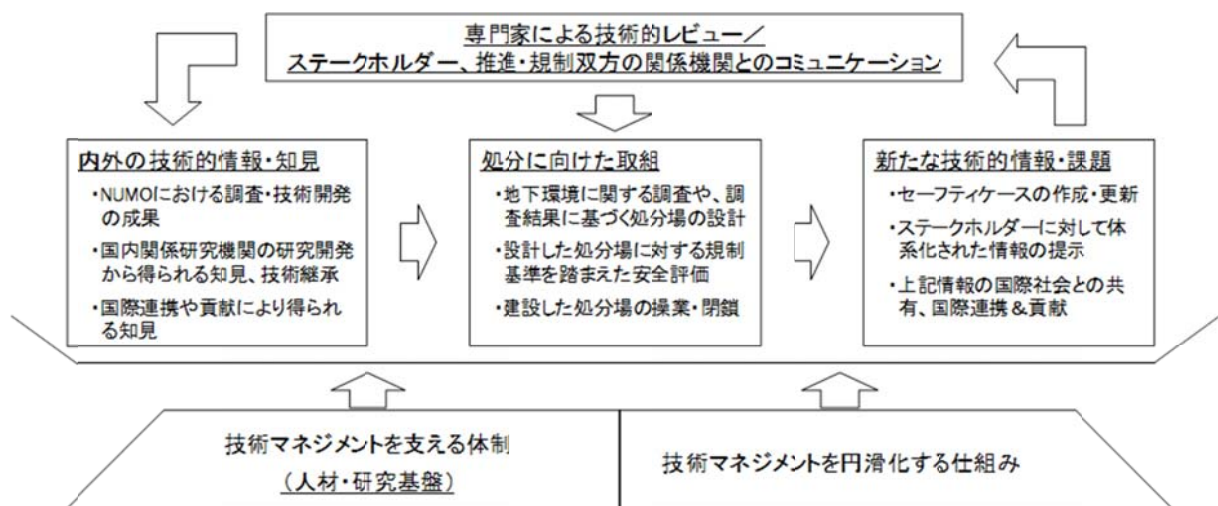 専門家による技術的レビュー／
ステークホルダー、推進・規制双方の関係機関とのコミュニケーション
内外の技術的情報・知見
・NUMOにおける調査・技術開発
の成果
・国内関係研究機関の研究開発
から得られる知見、技術継承
・国際連携や貢献により得られ
る知見
処分に向けた取組
・地下環境に関する調査や、調
査結果に基づく処分場の設計
・設計した処分場に対する規制
基準を踏まえた安全評価
・建設した処分場の操業・閉鎖
新たな技術的情報・課題
・セーフティケースの作成・更新
・ステークホルダーに対して体
系化された情報の提示
・上記情報の国際社会との共
有、国際連携＆貢献
技術マネジメントを支える体制
（人材・研究基盤）
技術マネジメントを円滑化する仕組み